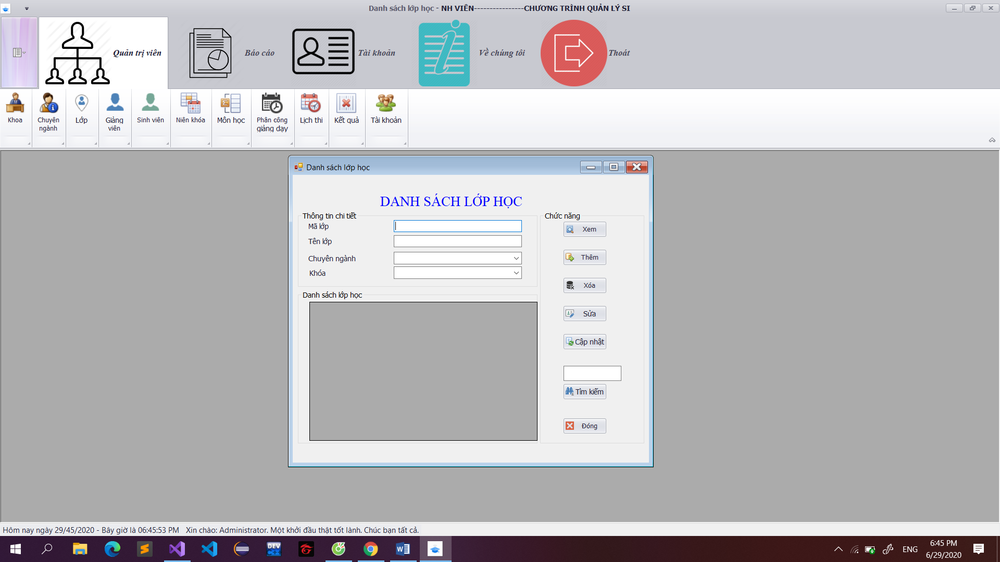 Danh sách lớp học - NH VIÊN----------------CHƯƠNG TRÌNH QUẢN LÝ SI
Quản trị viên
Báo cáo
Tài khoản
Về chúng tôi
Thoát
Khoa
Chuyên
ngành
Lớp
Giảng
viên
Sinh viên
Niên khóa
Môn học
Phân công
giảng dạy
Lịch thi
Kết quả
Tài khoản
Danh sách lớp học
DANH SÁCH LỚP HỌC
Thông tin chi tiết
Mã lớp
Tên lớp
Chuyên ngành
Khóa
Danh sách lớp học
Chức năng
Xem
Thêm
Xóa
Sửa
Cập nhật
Tìm kiếm
Đóng
Hôm nay ngày 29/45/2020 - Bây giờ là 06:45:53 PM Xin chào: Administrator. Một khởi đầu thật tốt lành. Chúc bạn tất cả.
DEV
C++
ENG
6:45 PM
6/29/2020